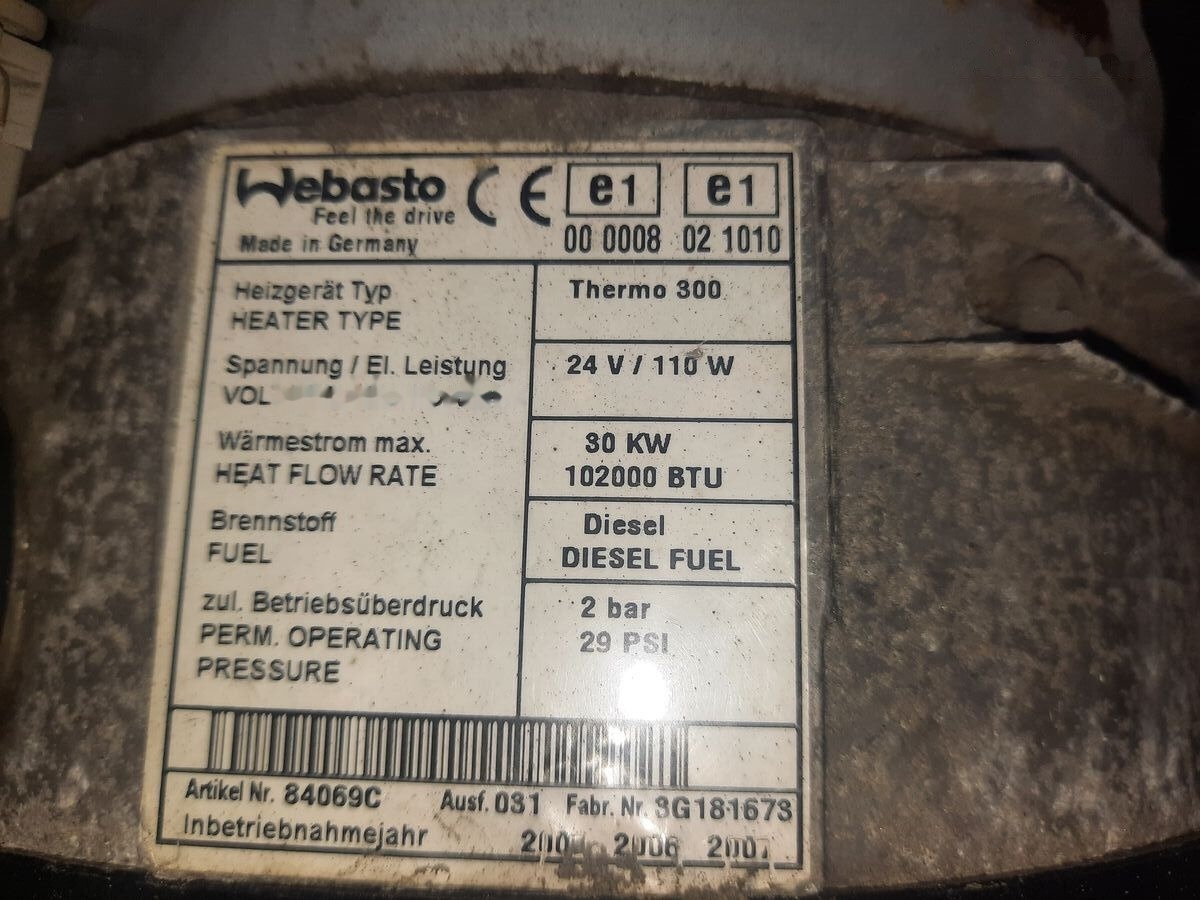 Webasto CE e1 e1
Feel the drive
Made in Germany 00 0008 02 1010
Heizgerät Typ Thermo 300
HEATER TYPE
Spannung / El. Leistung 24 V / 110 W
VOL
Wärmestrom max. 30 KW
HEAT FLOW RATE 102000 BTU
Brennstoff Diesel
FUEL DIESEL FUEL
zul. Betriebsüberdruck 2 bar
PERM. OPERATING 29 PSI
PRESSURE
Artikel Nr. 84069C Ausf. 031 Fabr. Nr. 3G181673
Inbetriebnahmejahr 2006 2007